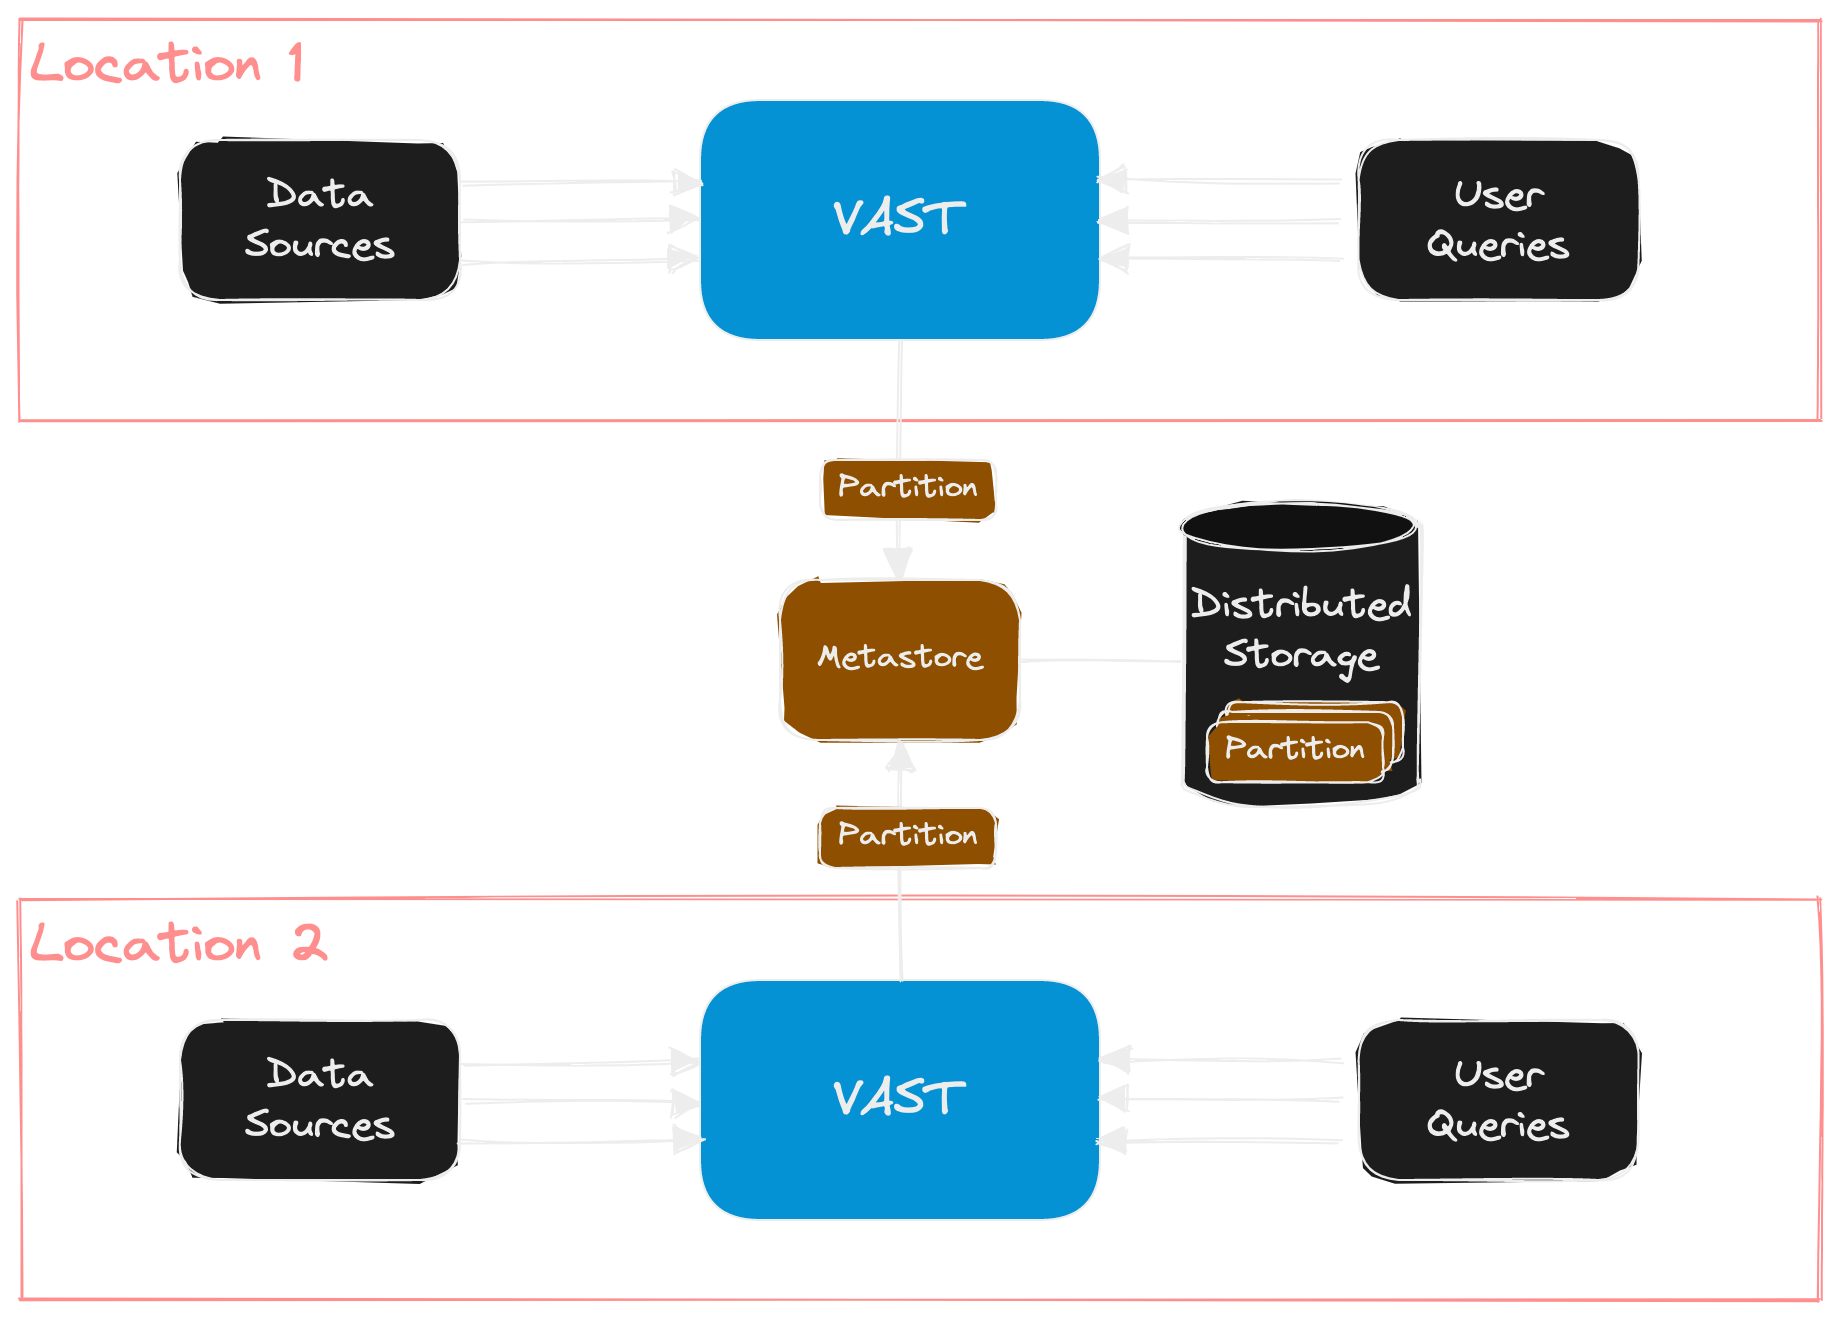 Location 1
Data
Sources
VAST
User
Queries
Partition
Metastore
Distributed
Storage
Partition
Partition
Location 2
Data
Sources
VAST
User
Queries